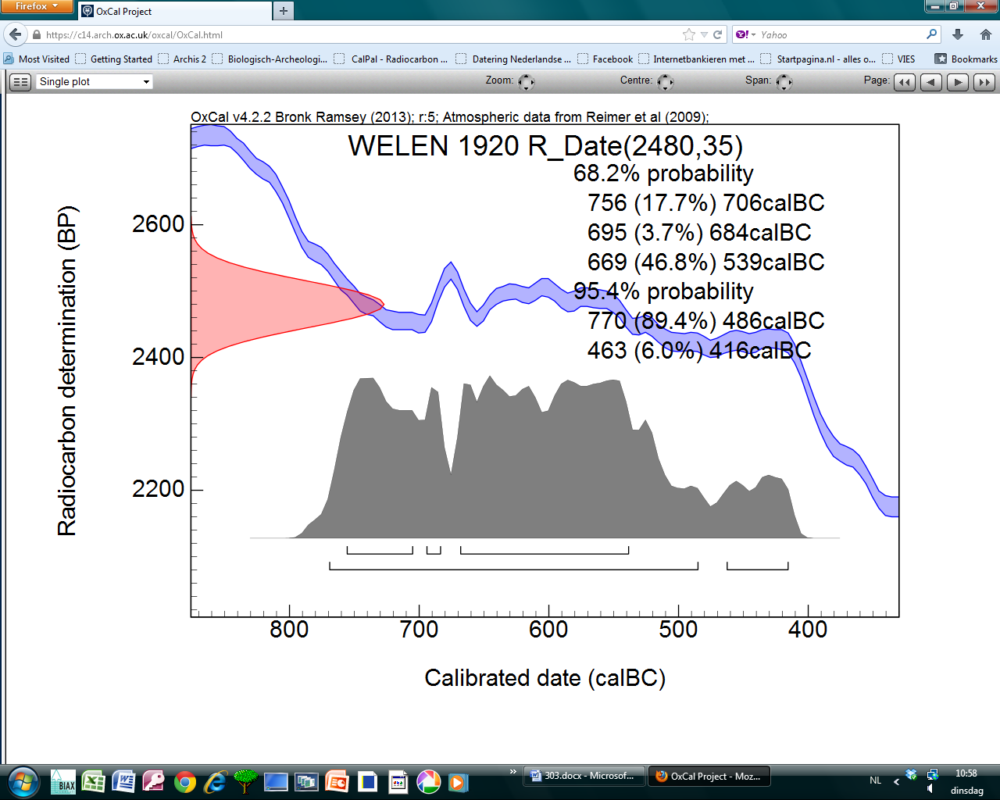 Firefox
OxCal Project
https://c14.arch.ox.ac.uk/oxcal/OxCal.html
Yahoo
Most Visited
Getting Started
Archis 2
Biologisch-Archeologi...
CalPal - Radiocarbon ...
Datering Nederlandse ...
Facebook
Internetbankieren met ...
Startpagina.nl - alles o...
VIES
Bookmarks
Single plot
Zoom:
Centre:
Span:
Page:
OxCal v4.2.2 Bronk Ramsey (2013); r:5; Atmospheric data from Reimer et al (2009);
WELEN 1920 R_Date(2480,35)
68.2% probability
756 (17.7%) 706calBC
695 (3.7%) 684calBC
669 (46.8%) 539calBC
95.4% probability
770 (89.4%) 486calBC
463 (6.0%) 416calBC
Radiocarbon determination (BP)
2600
2400
2200
800 700 600 500 400
Calibrated date (calBC)
BIAX
303.docx - Microsof...
OxCal Project - Moz...
NL
10:58
dinsdag